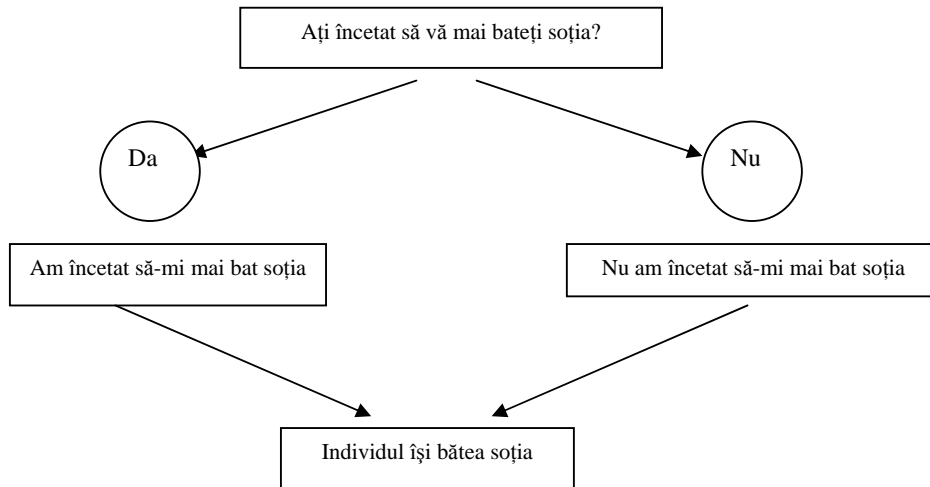 Ați încetat să vă mai bateți soția?
Da
Nu
Am încetat să-mi mai bat soția
Nu am încetat să-mi mai bat soția
Individul îşi bătea soția